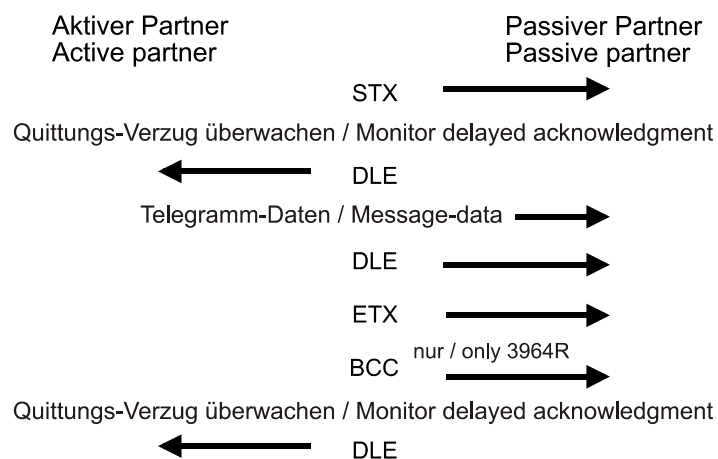 Aktiver Partner
Active partner
Passiver Partner
Passive partner
STX
Quittungs-Verzug überwachen / Monitor delayed acknowledgment
DLE
Telegramm-Daten / Message-data
DLE
ETX
nur / only 3964R
BCC
Quittungs-Verzug überwachen / Monitor delayed acknowledgment
DLE